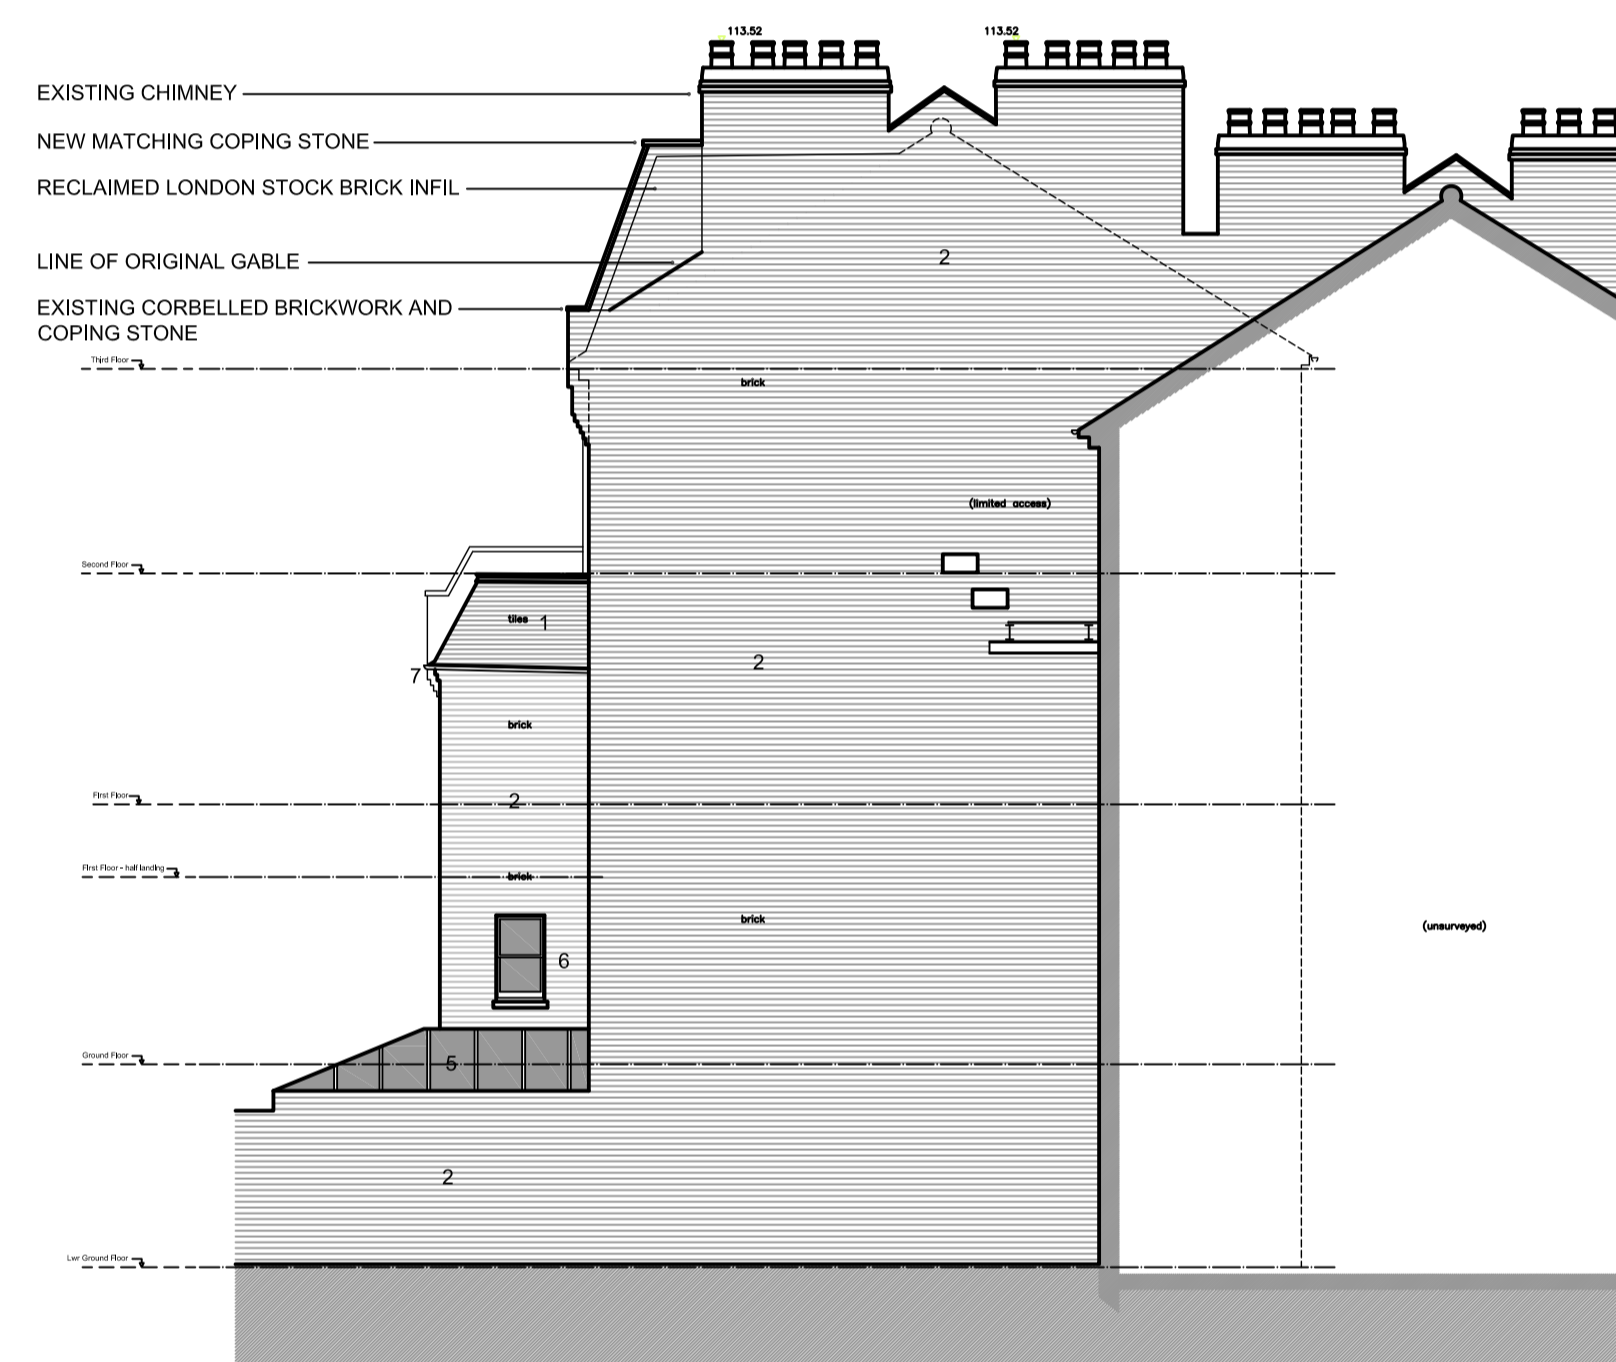 113.52
113.52
EXISTING CHIMNEY
NEW MATCHING COPING STONE
RECLAIMED LONDON STOCK BRICK INFIL
LINE OF ORIGINAL GABLE
2
EXISTING CORBELLED BRICKWORK AND
COPING STONE
Third Floor
brick
(limited access)
Second Floor
tiles 1
2
7
brick
First Floor
2
First Floor - half landing
brick
brick
(unsurveyed)
6
Ground Floor
5
2
Lwr Ground Floor